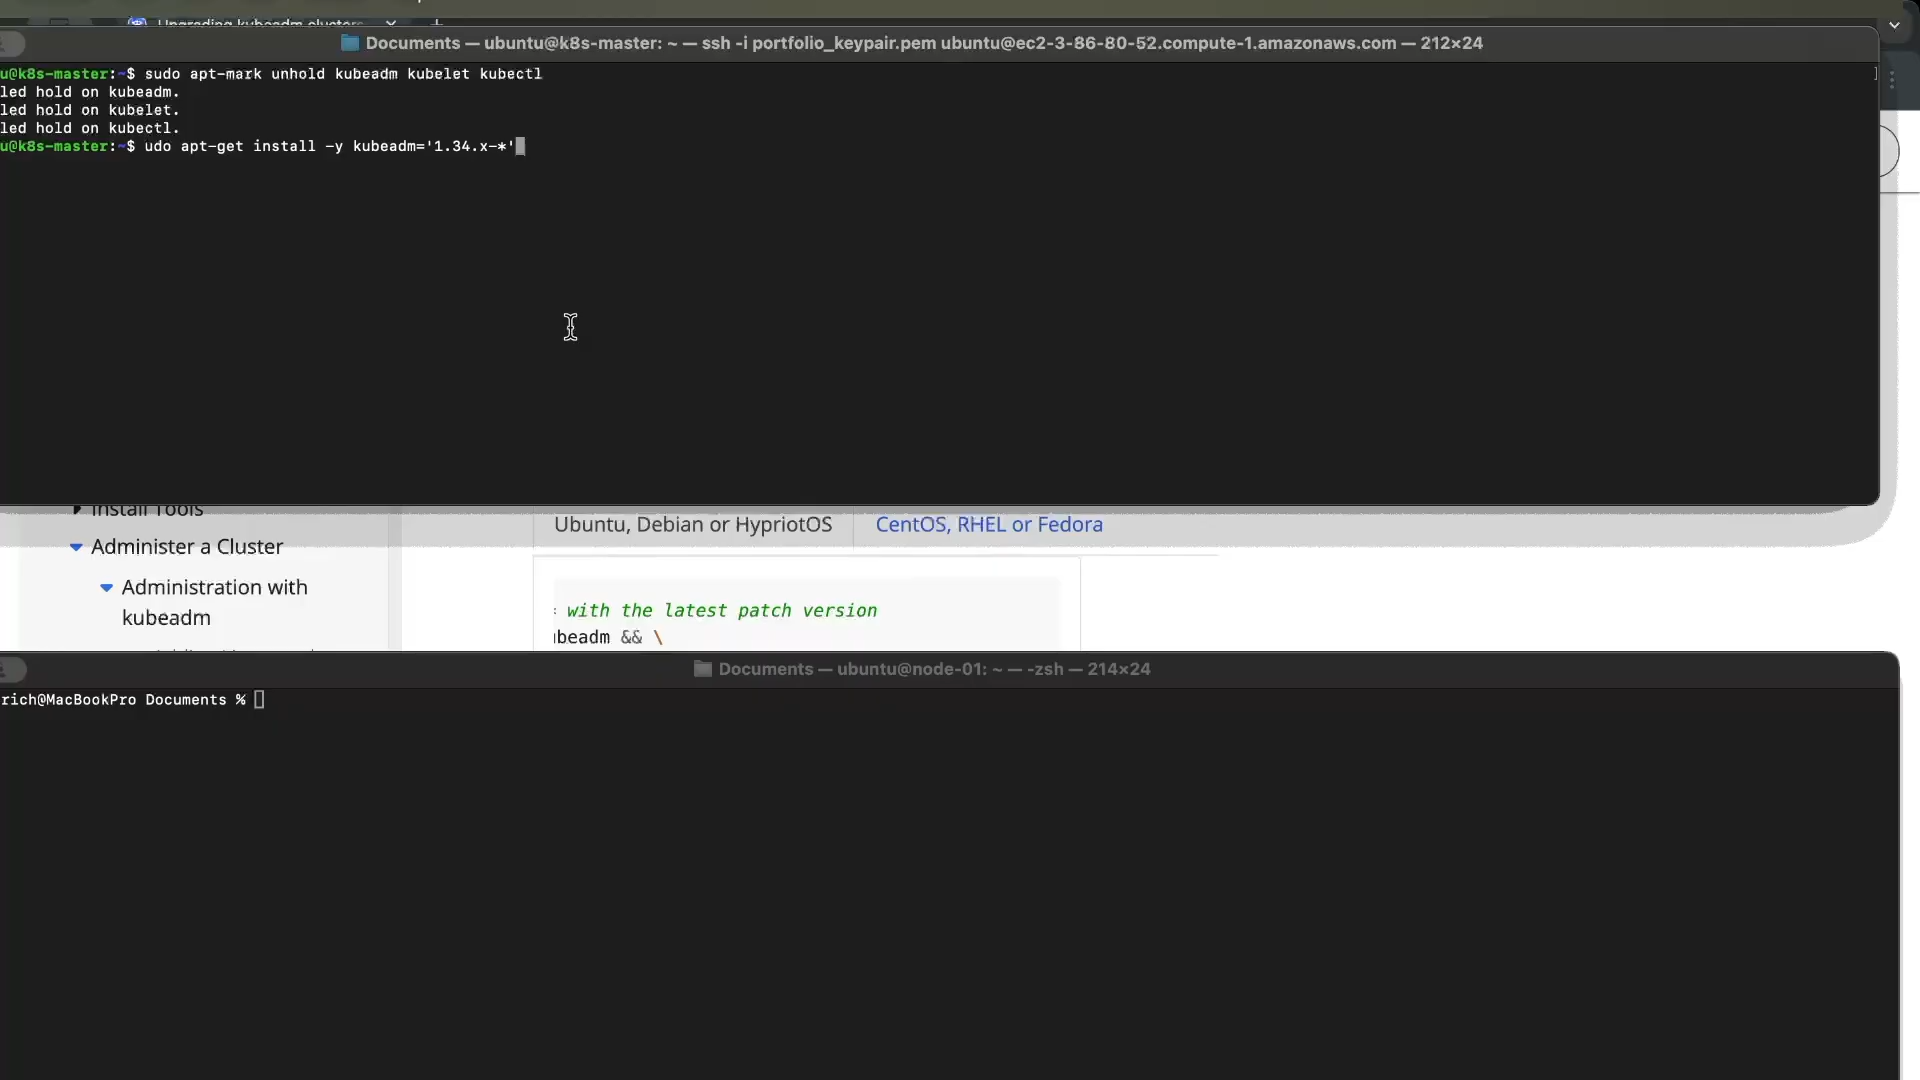 Upgrading kubeadm clusters
Documents — ubuntu@k8s-master: ~ — ssh -i portfolio_keypair.pem ubuntu@ec2-3-86-80-52.compute-1.amazonaws.com — 212×24
u@k8s-master:~$ sudo apt-mark unhold kubeadm kubelet kubectl
led hold on kubeadm.
led hold on kubelet.
led hold on kubectl.
u@k8s-master:~$ udo apt-get install -y kubeadm='1.34.x-*'
Install Tools
Administer a Cluster
Administration with
kubeadm
Ubuntu, Debian or HypriotOS
CentOS, RHEL or Fedora
with the latest patch version
ubeadm && \
Documents — ubuntu@node-01: ~ — -zsh — 214×24
rich@MacBookPro Documents %